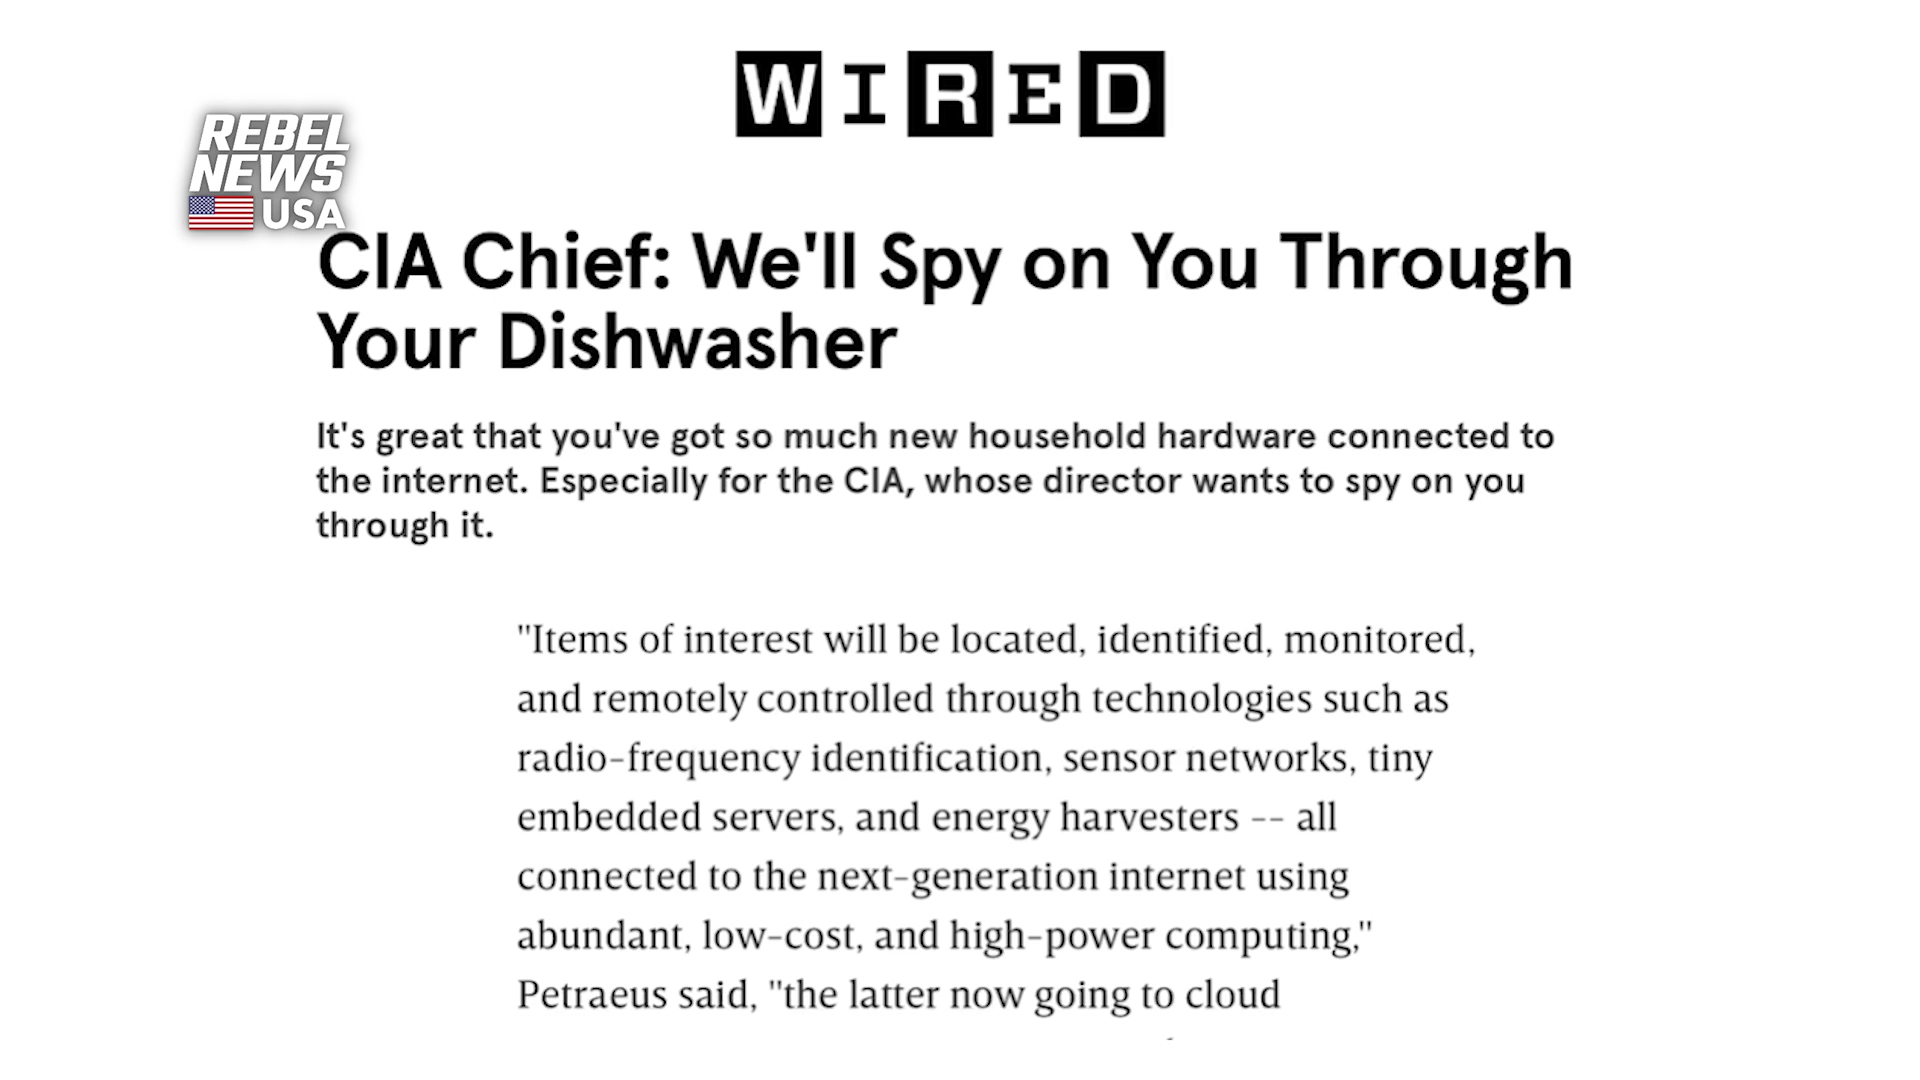 WIRED
REBEL
NEWS
USA
CIA Chief: We'll Spy on You Through
Your Dishwasher
It's great that you've got so much new household hardware connected to
the internet. Especially for the CIA, whose director wants to spy on you
through it.
"Items of interest will be located, identified, monitored,
and remotely controlled through technologies such as
radio-frequency identification, sensor networks, tiny
embedded servers, and energy harvesters -- all
connected to the next-generation internet using
abundant, low-cost, and high-power computing,"
Petraeus said, "the latter now going to cloud